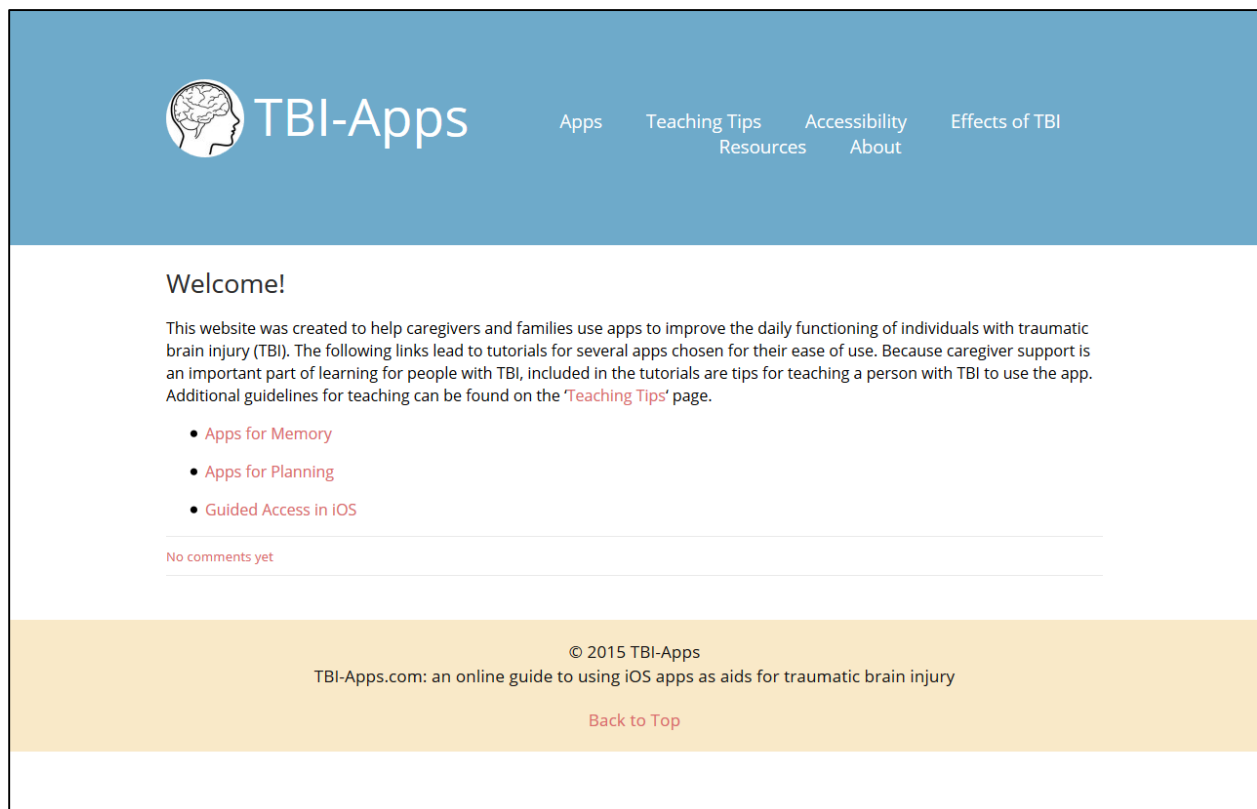 TBI-Apps
Apps Teaching Tips Accessibility Effects of TBI
Resources About
Welcome!
This website was created to help caregivers and families use apps to improve the daily functioning of individuals with traumatic
brain injury (TBI). The following links lead to tutorials for several apps chosen for their ease of use. Because caregiver support is
an important part of learning for people with TBI, included in the tutorials are tips for teaching a person with TBI to use the app.
Additional guidelines for teaching can be found on the ‘Teaching Tips‘ page.
• Apps for Memory
• Apps for Planning
• Guided Access in iOS
No comments yet
© 2015 TBI-Apps
TBI-Apps.com: an online guide to using iOS apps as aids for traumatic brain injury
Back to Top